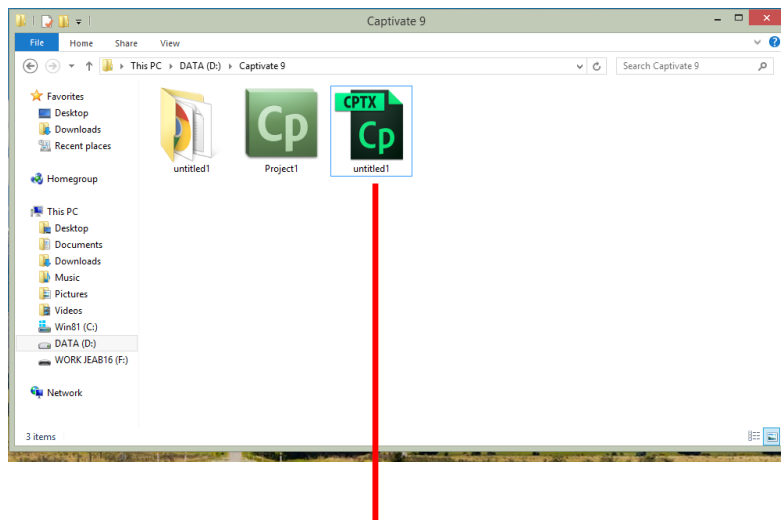 Captivate 9
File Home Share View
This PC DATA (D:) Captivate 9 Search Captivate 9
Favorites
Desktop
Downloads
Recent places
Homegroup
This PC
Desktop
Documents
Downloads
Music
Pictures
Videos
Win81 (C:)
DATA (D:)
WORK JEAB16 (F:)
Network
CPTX
Cp Cp
untitled1 Project1 untitled1
3 items